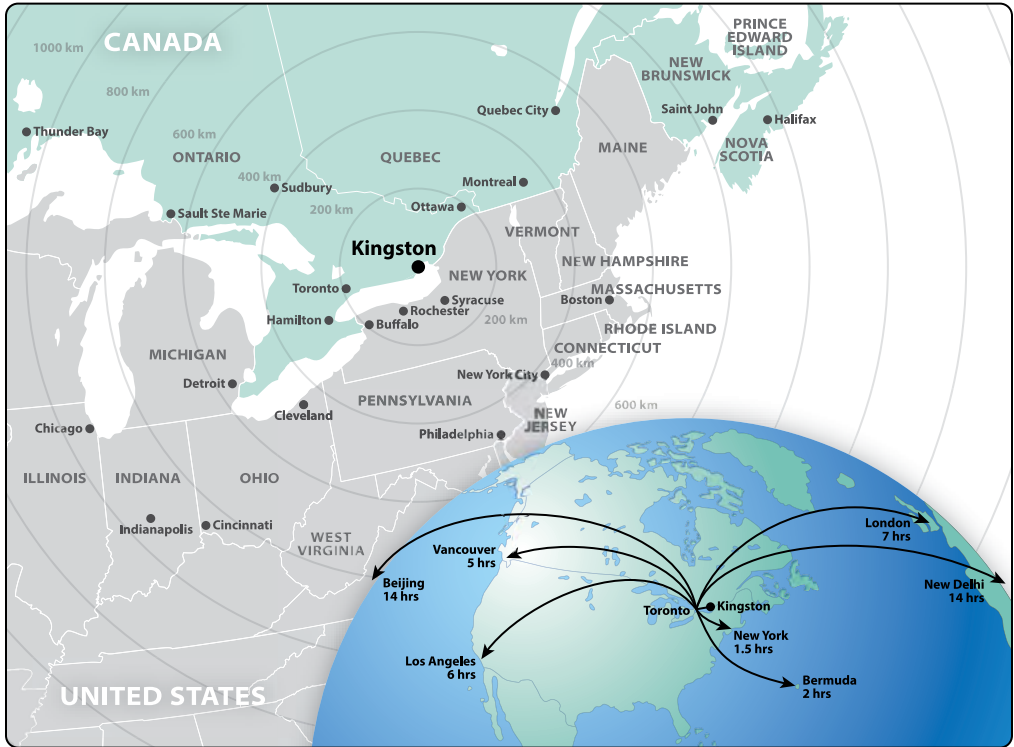 CANADA
1000 km
800 km
600 km
400 km
200 km
PRINCE
EDWARD
ISLAND
NEW
BRUNSWICK
Saint John
Halifax
NOVA
SCOTIA
Quebec City
MAINE
Thunder Bay
ONTARIO
QUEBEC
Sudbury
Montreal
Sault Ste Marie
Ottawa
VERMONT
Kingston
NEW HAMPSHIRE
NEW YORK
Toronto
MASSACHUSETTS
Boston
Syracuse
Rochester
Hamilton
Buffalo
200 km
RHODE ISLAND
CONNECTICUT
MICHIGAN
400 km
New York City
Detroit
PENNSYLVANIA
Cleveland
600 km
NEW
JERSEY
Chicago
Philadelphia
ILLINOIS
INDIANA
OHIO
Indianapolis
Cincinnati
WEST
VIRGINIA
London
7 hrs
Vancouver
5 hrs
Beijing
14 hrs
New Delhi
14 hrs
Toronto
Kingston
New York
1.5 hrs
Los Angeles
6 hrs
Bermuda
2 hrs
UNITED STATES